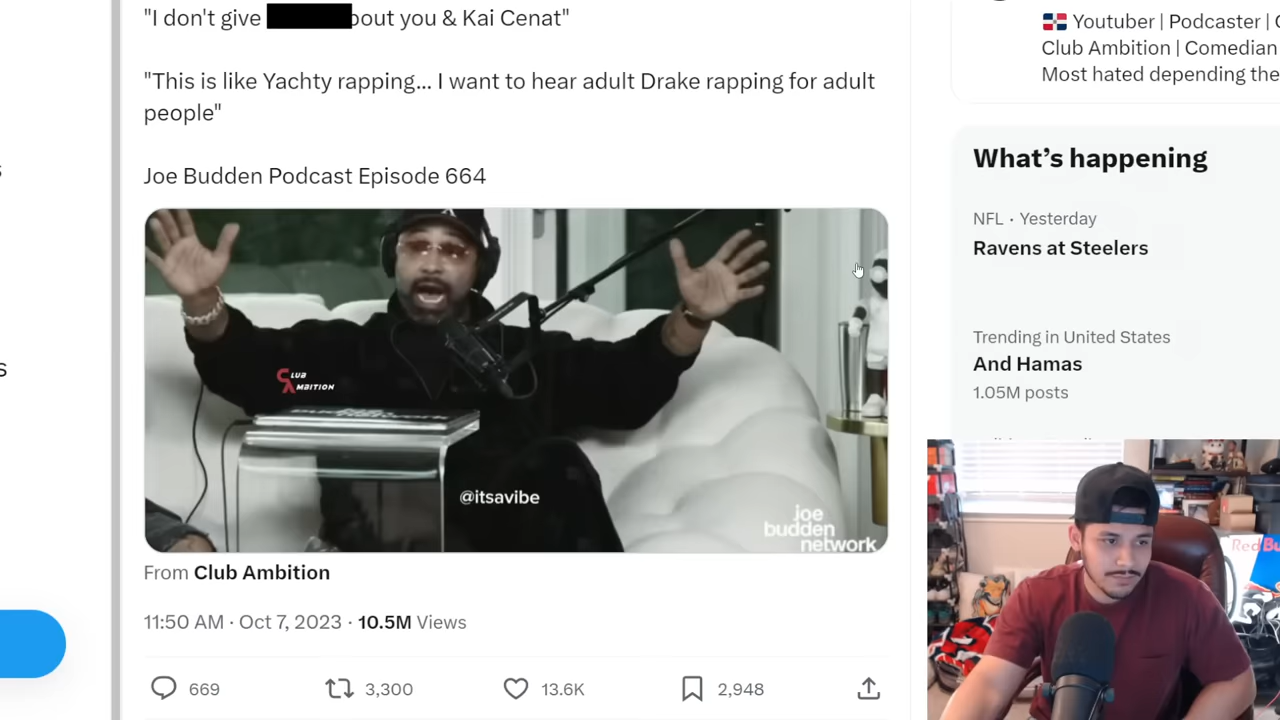 "I don't give bout you & Kai Cenat"
"This is like Yachty rapping... I want to hear adult Drake rapping for adult
people"
Joe Budden Podcast Episode 664
CLUB
AMBITION
@itsavibe
joe
budden
network
From Club Ambition
11:50 AM · Oct 7, 2023 · 10.5M Views
669 3,300 13.6K 2,948
Youtuber | Podcaster |
Club Ambition | Comedian
Most hated depending the
What's happening
NFL · Yesterday
Ravens at Steelers
Trending in United States
And Hamas
1.05M posts
Red Bu